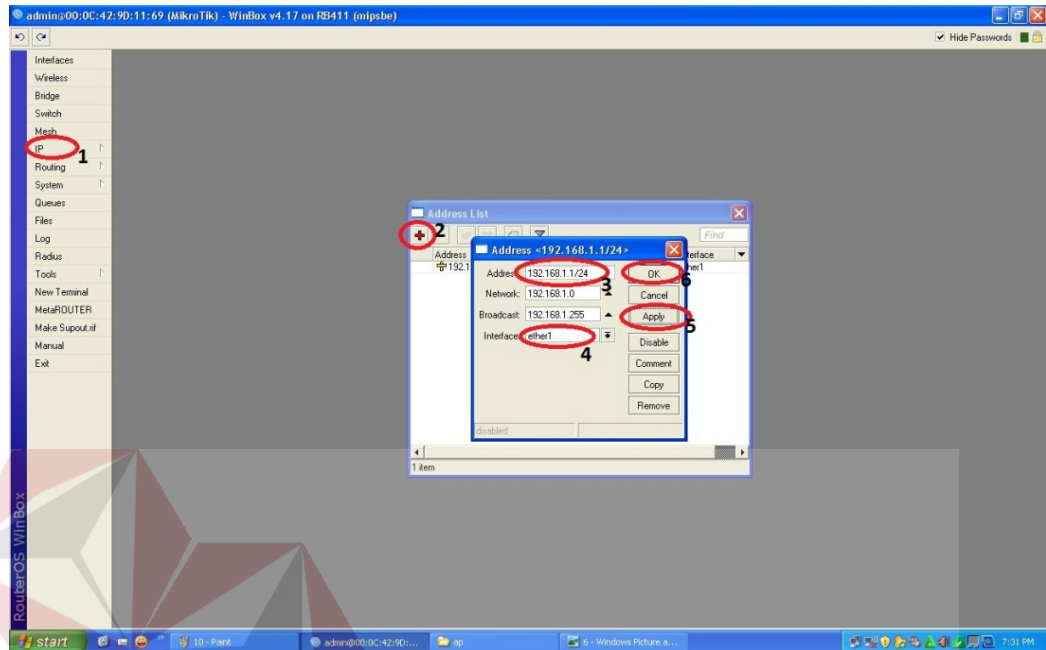 admin@00:0C:42:9D:11:69 (MikroTik) - WinBox v4.17 on RB411 (mipsbe)
Hide Passwords
Interfaces
Wireless
Bridge
Switch
Mesh
IP
1
Routing
System
Queues
Files
Log
Radius
Tools
New Terminal
MetaROUTER
Make Supout.rif
Manual
Exit
RouterOS WinBox
Address List
2
Find
Address
Address <192.168.1.1/24>
Address: 192.168.1.1/24
3
Network: 192.168.1.0
Broadcast: 192.168.1.255
Interface: ether1
4
OK
6
Cancel
Apply
5
Disable
Comment
Copy
Remove
disabled
1 item
start
10 - Paint
admin@00:0C:42:9D:...
ap
6 - Windows Picture a...
7:31 PM